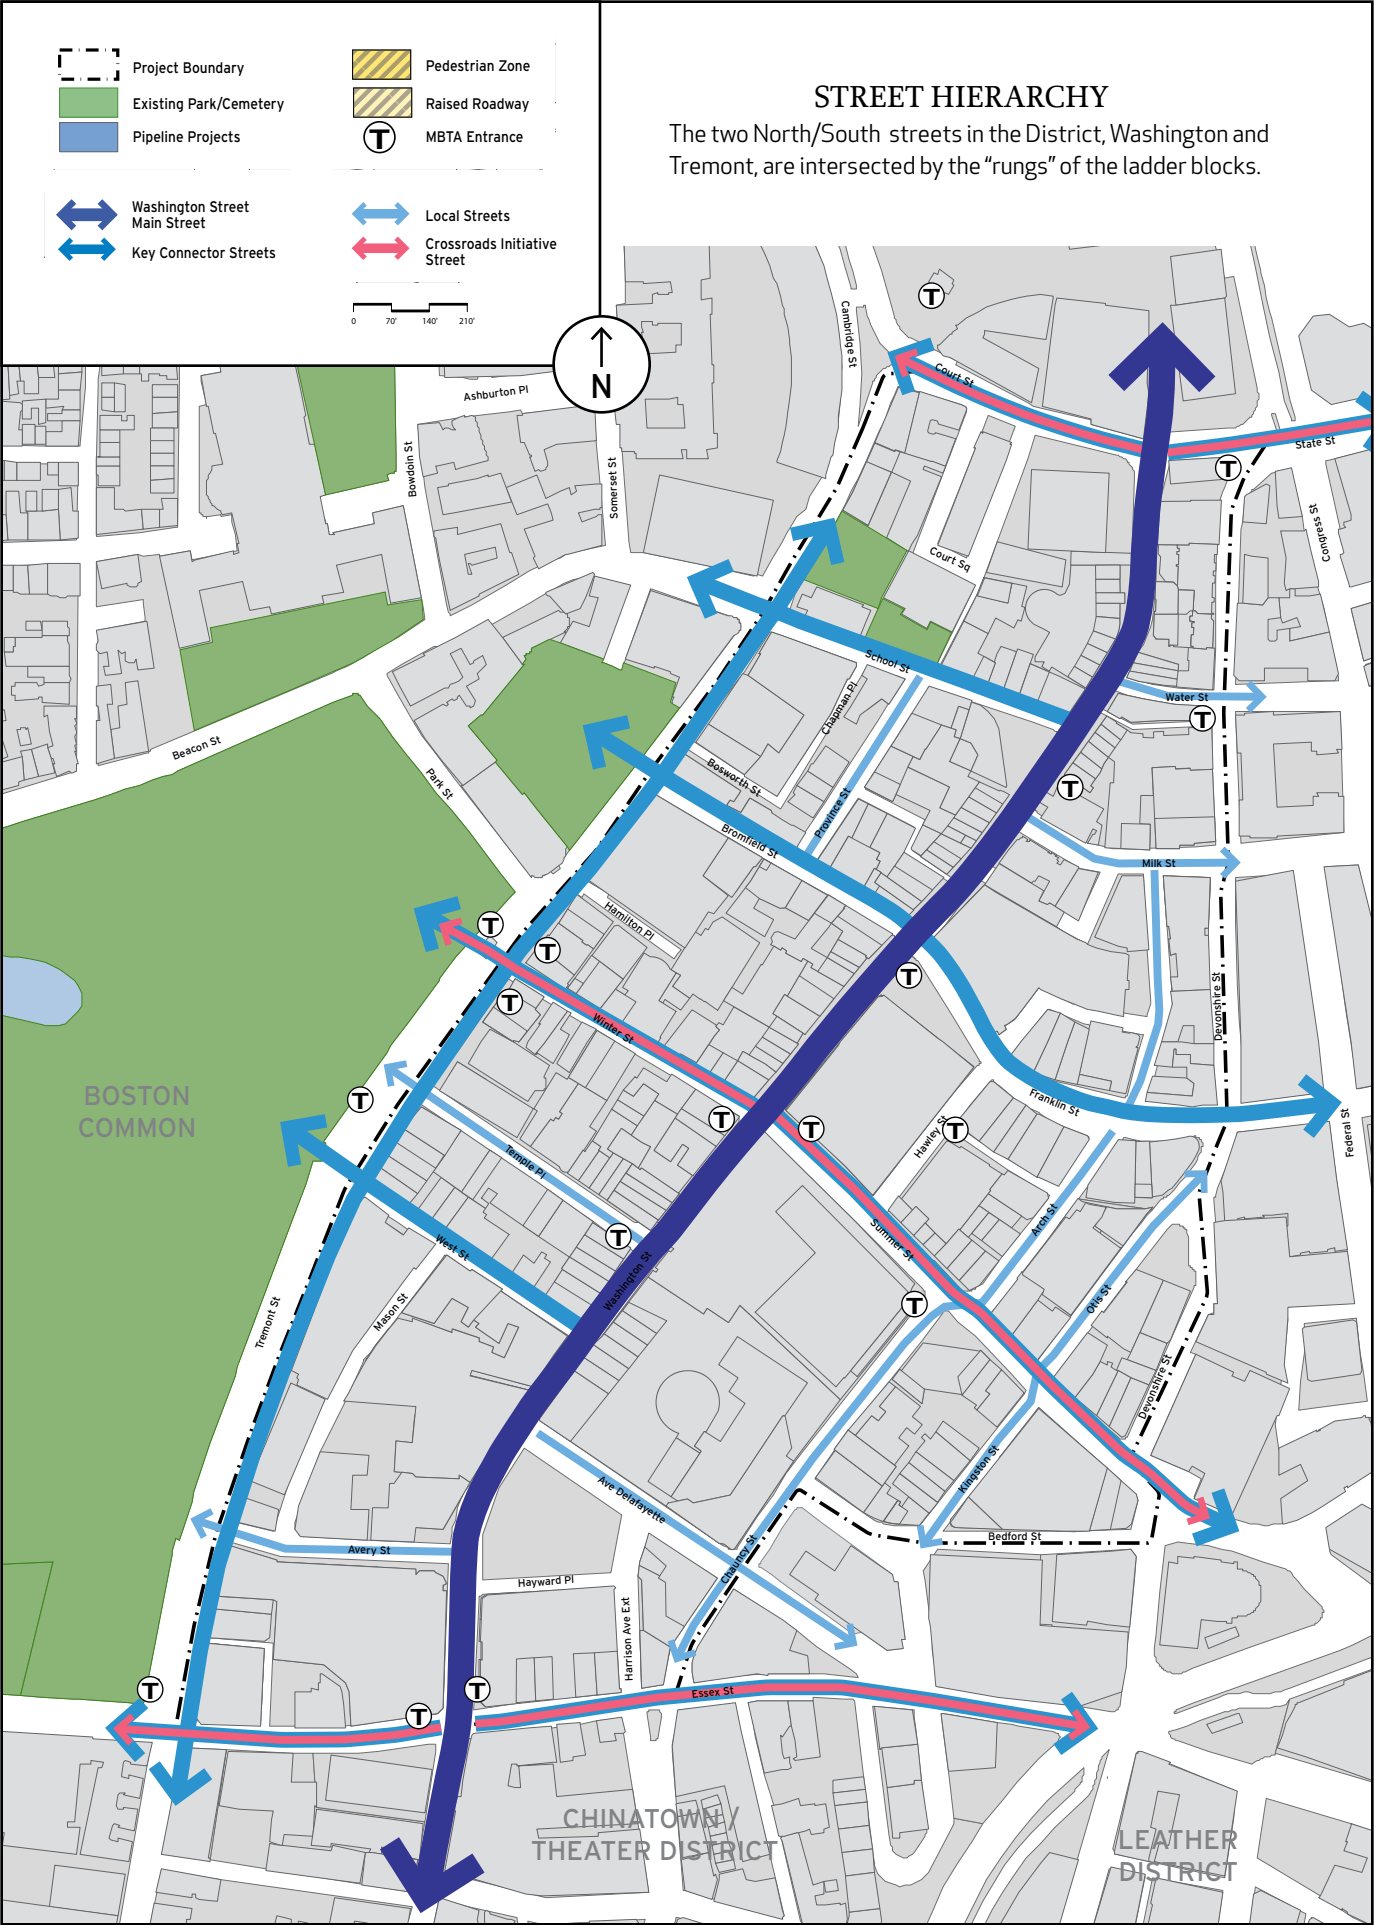 Project Boundary
Existing Park/Cemetery
Pipeline Projects
Pedestrian Zone
Raised Roadway
T
MBTA Entrance
Washington Street
Main Street
Key Connector Streets
Local Streets
Crossroads Initiative
Street
0 70' 140' 210'
N
STREET HIERARCHY
The two North/South streets in the District, Washington and
Tremont, are intersected by the “rungs” of the ladder blocks.
T
Cambridge St
Court St
Ashburton Pl
Bowdoin St
Somerset St
State St
T
Congress St
Court Sq
School St
Water St
T
Chapman Pl
Beacon St
Park St
Bosworth St
Province St
T
Bromfield St
Milk St
Hamilton Pl
T
T
T
T
Winter St
Devonshire St
BOSTON
COMMON
T
T
T
Franklin St
Hawley St
T
Federal St
Temple Pl
T
West St
Washington St
Summer St
Arch St
T
Otis St
Tremont St
Mason St
Devonshire St
Ave Delafayette
Kingston St
Avery St
Bedford St
Chauncy St
Hayward Pl
Harrison Ave Ext
T
T
T
Essex St
CHINATOWN /
THEATER DISTRICT
LEATHER
DISTRICT